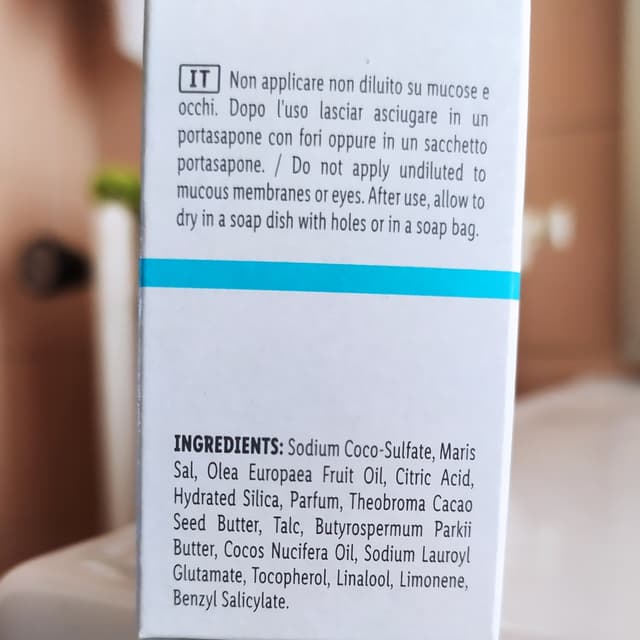 IT Non applicare non diluito su mucose e
occhi. Dopo l'uso lasciar asciugare in un
portasapone con fori oppure in un sacchetto
portasapone. / Do not apply undiluted to
mucous membranes or eyes. After use, allow to
dry in a soap dish with holes or in a soap bag.
INGREDIENTS: Sodium Coco-Sulfate, Maris
Sal, Olea Europaea Fruit Oil, Citric Acid,
Hydrated Silica, Parfum, Theobroma Cacao
Seed Butter, Talc, Butyrospermum Parkii
Butter, Cocos Nucifera Oil, Sodium Lauroyl
Glutamate, Tocopherol, Linalool, Limonene,
Benzyl Salicylate.